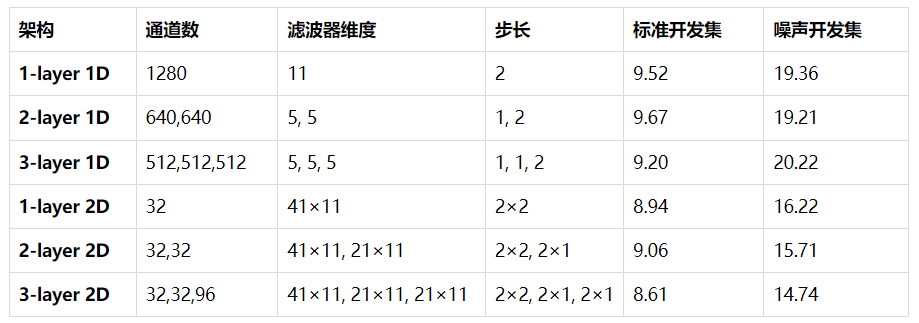 架构 通道数 滤波器维度 步长 标准开发集 噪声开发集
1-layer 1D 1280 11 2 9.52 19.36
2-layer 1D 640,640 5, 5 1, 2 9.67 19.21
3-layer 1D 512,512,512 5, 5, 5 1, 1, 2 9.20 20.22
1-layer 2D 32 41×11 2×2 8.94 16.22
2-layer 2D 32,32 41×11, 21×11 2×2, 2×1 9.06 15.71
3-layer 2D 32,32,96 41×11, 21×11, 21×11 2×2, 2×1, 2×1 8.61 14.74